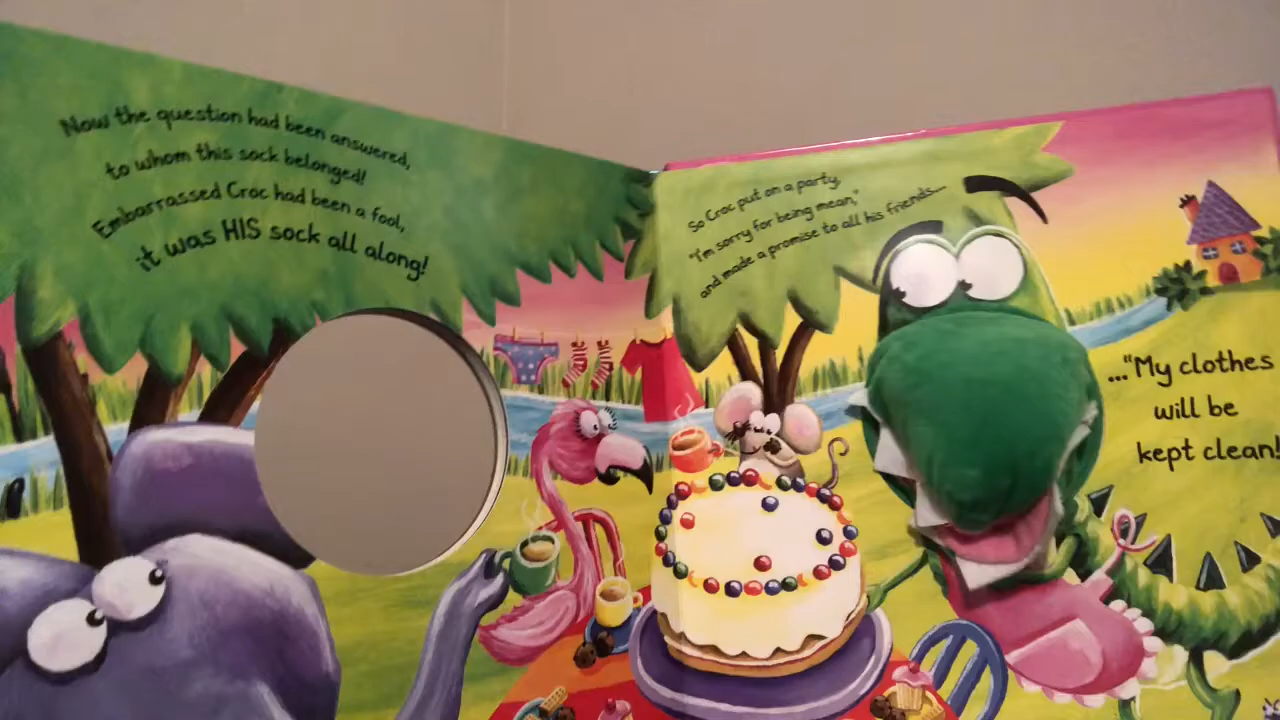 Now the question had been answered,
to whom this sock belonged!
Embarrassed Croc had been a fool,
it was HIS sock all along!
So Croc put on a party,
"I'm sorry for being mean,"
and made a promise to all his friends...
..."My clothes
will be
kept clean!